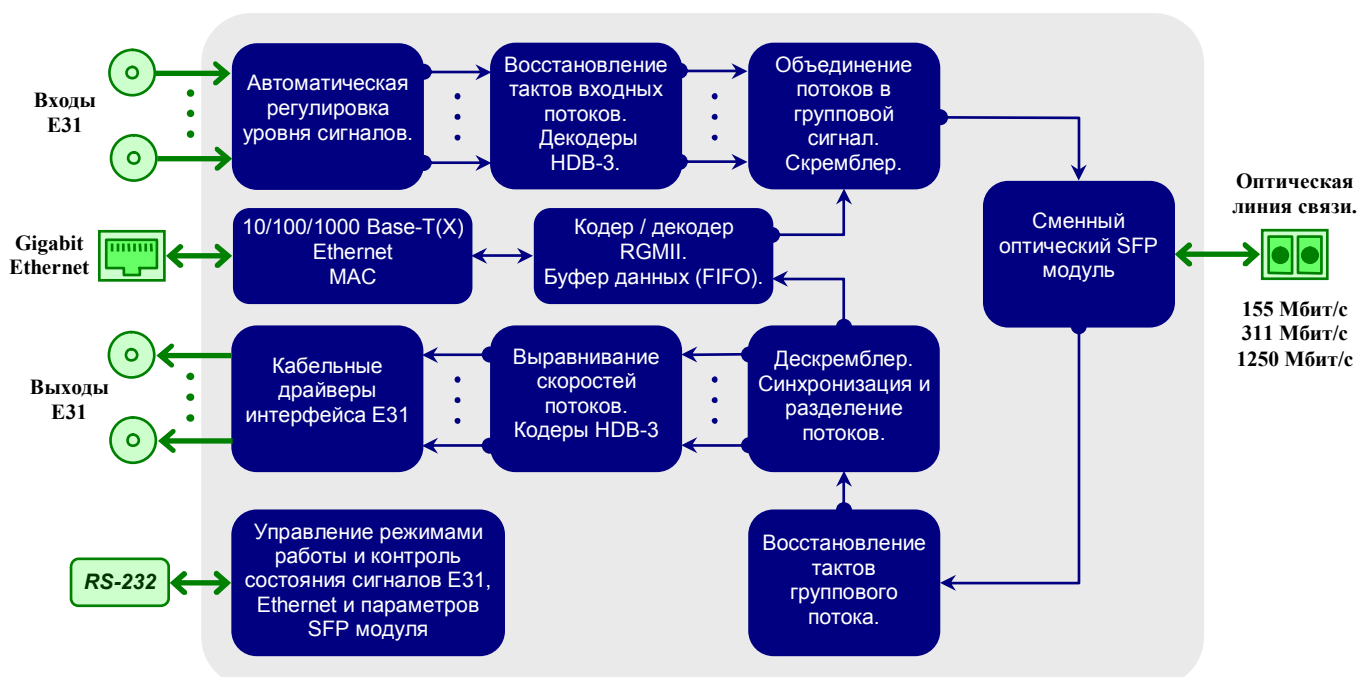 Входы
E31
Автоматическая
регулировка
уровня сигналов.
Восстановление
тактов входных
потоков.
Декодеры
HDB-3.
Объединение
потоков в
групповой
сигнал.
Скремблер.
Gigabit
Ethernet
10/100/1000 Base-T(X)
Ethernet
MAC
Кодер / декодер
RGMII.
Буфер данных (FIFO).
Сменный
оптический SFP
модуль
Оптическая
линия связи.
155 Мбит/с
311 Мбит/с
1250 Мбит/с
Выходы
E31
Кабельные
драйверы
интерфейса E31
Выравнивание
скоростей
потоков.
Кодеры HDB-3
Дескремблер.
Синхронизация и
разделение
потоков.
RS-232
Управление режимами
работы и контроль
состояния сигналов E31,
Ethernet и параметров
SFP модуля
Восстановление
тактов
группового
потока.